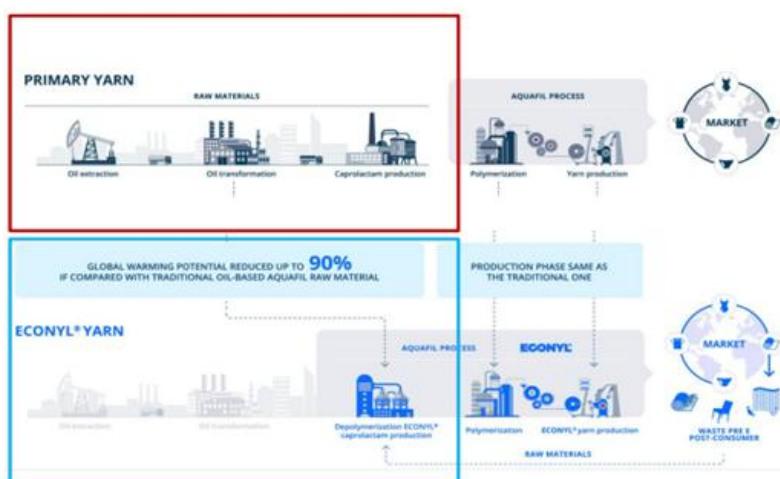 PRIMARY YARN
RAW MATERIALS
AQUAFIL PROCESS
MARKET
Oil extraction
Oil transformation
Caprolactam production
Polymerization
Yarn production
GLOBAL WARMING POTENTIAL REDUCED UP TO 90%
IF COMPARED WITH TRADITIONAL OIL-BASED AQUAFIL RAW MATERIAL
PRODUCTION PHASE SAME AS
THE TRADITIONAL ONE
ECONYL® YARN
AQUAFIL PROCESS
ECONYL®
MARKET
Oil extraction
Oil transformation
Depolymerization ECONYL®
caprolactam production
Polymerization
ECONYL® yarn production
WASTE PRE E
POST-CONSUMER
RAW MATERIALS